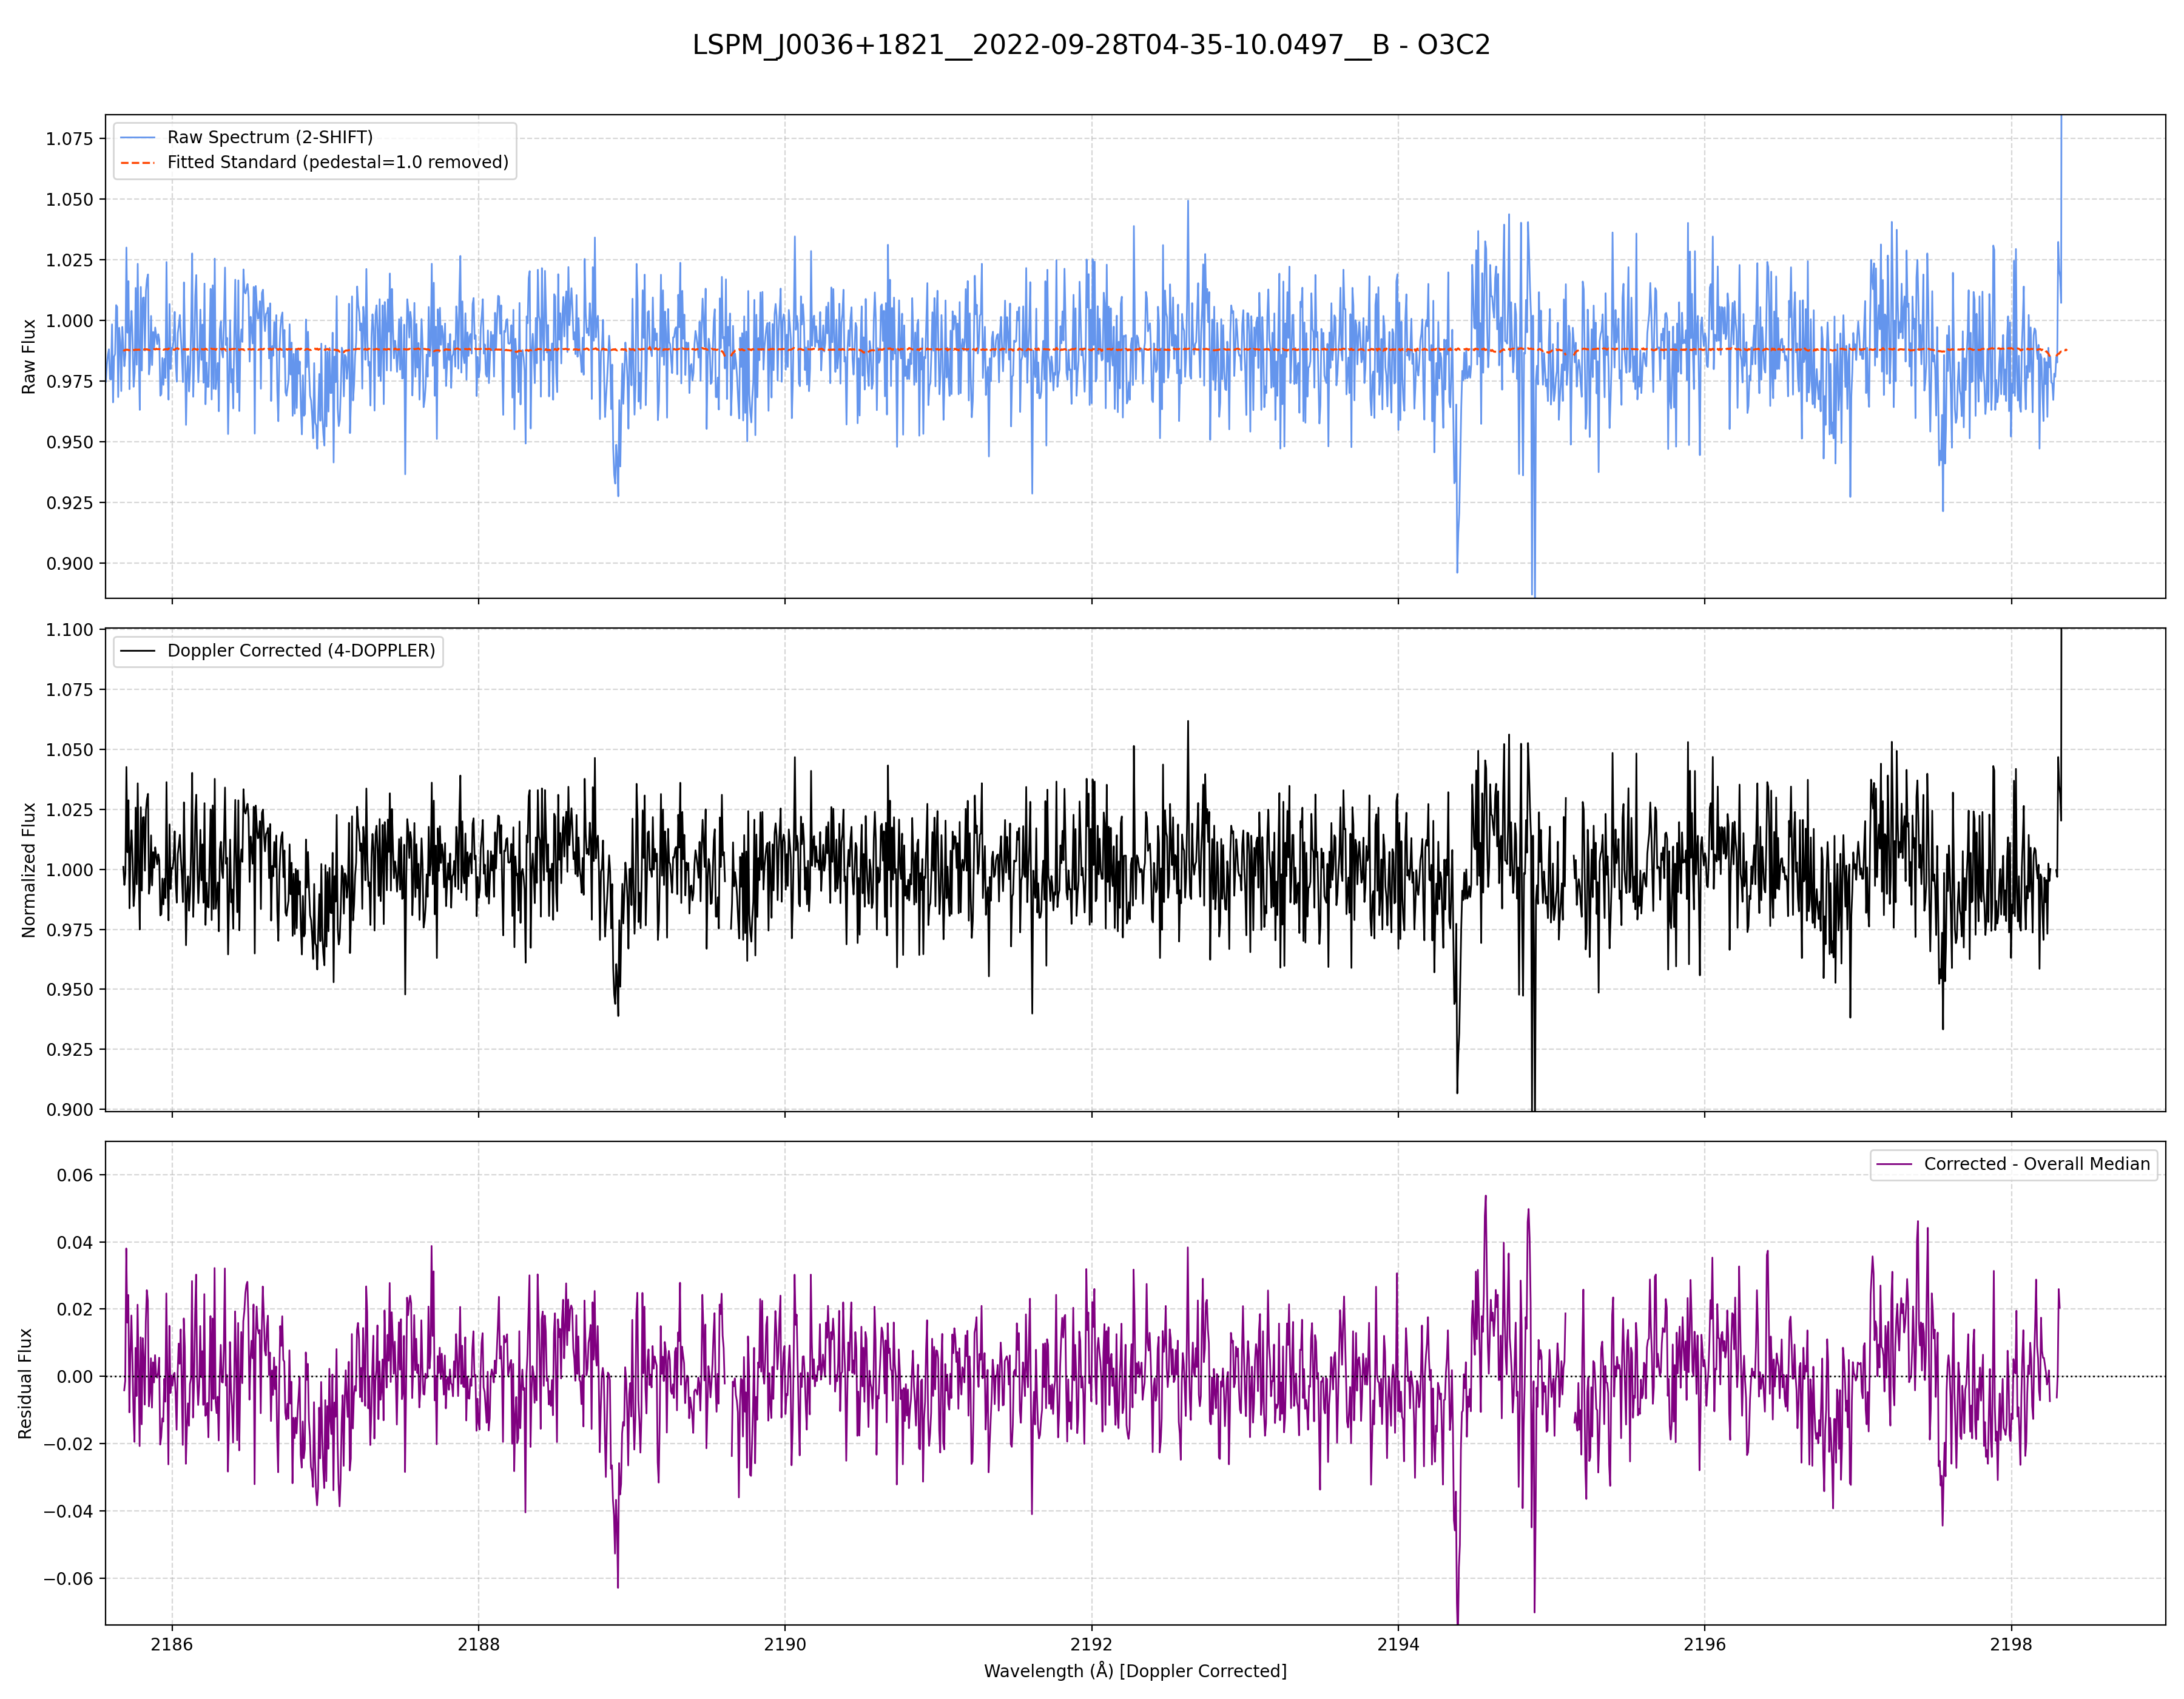 LSPM_J0036+1821__2022-09-28T04-35-10.0497__B - O3C2
Raw Spectrum (2-SHIFT)
Fitted Standard (pedestal=1.0 removed)
Raw Flux
1.075
1.050
1.025
1.000
0.975
0.950
0.925
0.900
Doppler Corrected (4-DOPPLER)
Normalized Flux
1.100
1.075
1.050
1.025
1.000
0.975
0.950
0.925
0.900
Corrected - Overall Median
Residual Flux
0.06
0.04
0.02
0.00
−0.02
−0.04
−0.06
2186 2188 2190 2192 2194 2196 2198
Wavelength (Å) [Doppler Corrected]